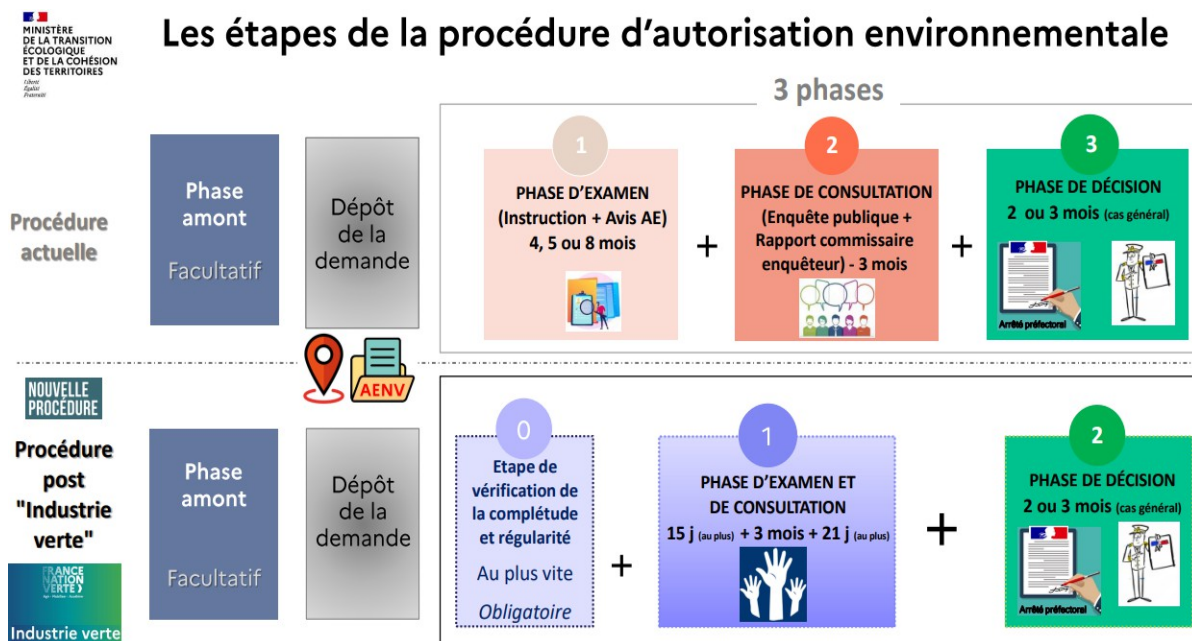 MINISTÈRE
DE LA TRANSITION
ÉCOLOGIQUE
ET DE LA COHÉSION
DES TERRITOIRES
Liberté
Égalité
Fraternité
Les étapes de la procédure d'autorisation environnementale
3 phases
Procédure
actuelle
Phase
amont
Facultatif
Dépôt
de la
demande
1
PHASE D'EXAMEN
(Instruction + Avis AE)
4, 5 ou 8 mois
+
2
PHASE DE CONSULTATION
(Enquête publique +
Rapport commissaire
enquêteur) - 3 mois
+
3
PHASE DE DÉCISION
2 ou 3 mois (cas général)
Arrêté préfectoral
AENV
NOUVELLE
PROCÉDURE
Procédure
post
"Industrie
verte"
FRANCE
NATION
VERTE >
Industrie verte
Phase
amont
Facultatif
Dépôt
de la
demande
0
Etape de
vérification de
la complétude
et régularité
Au plus vite
Obligatoire
+
1
PHASE D'EXAMEN ET
DE CONSULTATION
15 j (au plus) + 3 mois + 21 j (au plus)
+
2
PHASE DE DÉCISION
2 ou 3 mois (cas général)
Arrêté préfectoral